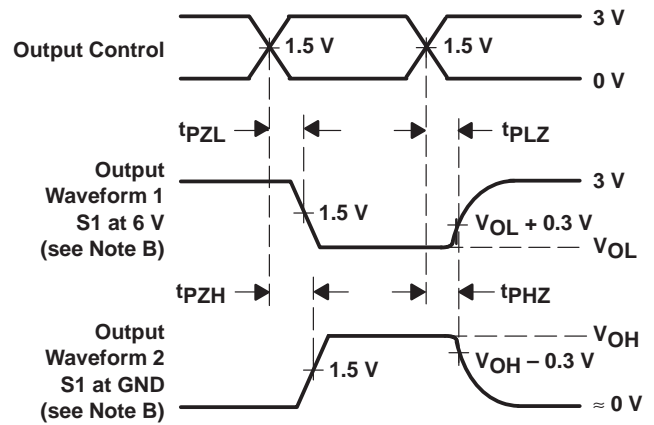 3 V
Output Control
1.5 V
1.5 V
0 V
tPZL
tPLZ
Output
Waveform 1
S1 at 6 V
(see Note B)
3 V
1.5 V
VOL + 0.3 V
VOL
tPZH
tPHZ
Output
Waveform 2
S1 at GND
(see Note B)
VOH
1.5 V
VOH – 0.3 V
≈ 0 V